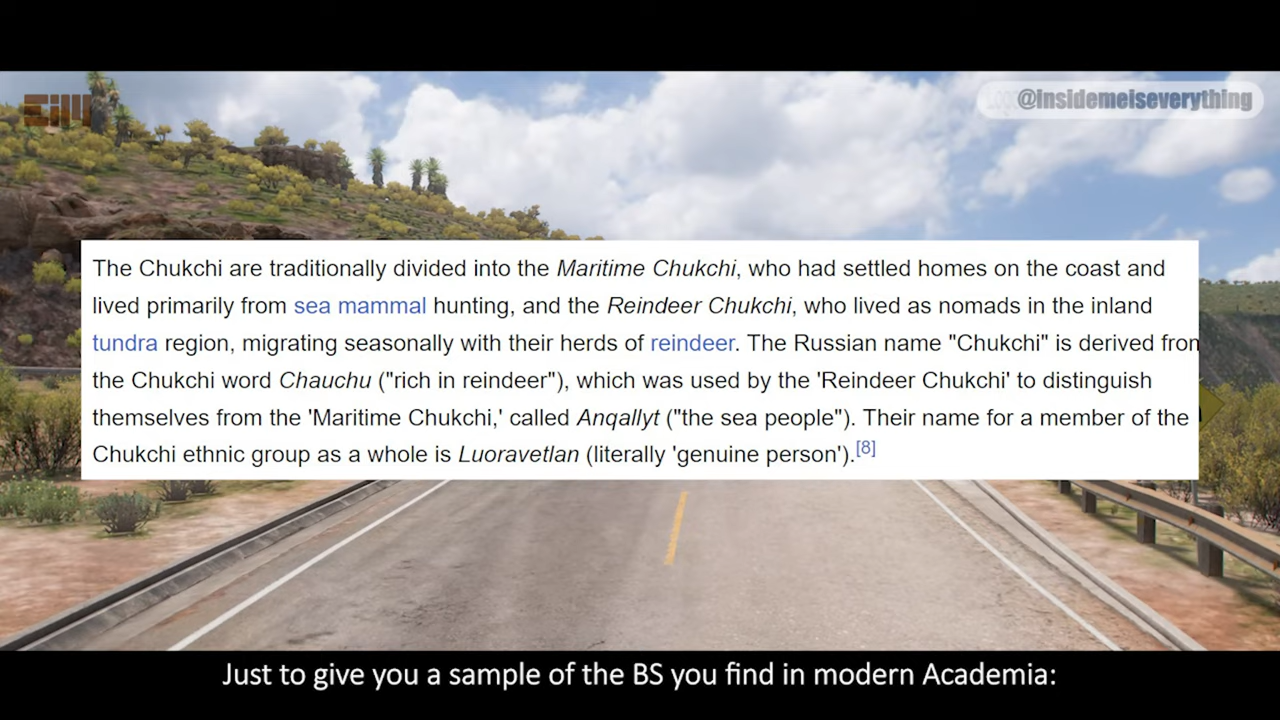 @Insidemeiseverything
The Chukchi are traditionally divided into the Maritime Chukchi, who had settled homes on the coast and
lived primarily from sea mammal hunting, and the Reindeer Chukchi, who lived as nomads in the inland
tundra region, migrating seasonally with their herds of reindeer. The Russian name "Chukchi" is derived from
the Chukchi word Chauchu ("rich in reindeer"), which was used by the 'Reindeer Chukchi' to distinguish
themselves from the 'Maritime Chukchi,' called Anqallyt ("the sea people"). Their name for a member of the
Chukchi ethnic group as a whole is Luoravetlan (literally 'genuine person').[8]
Just to give you a sample of the BS you find in modern Academia: